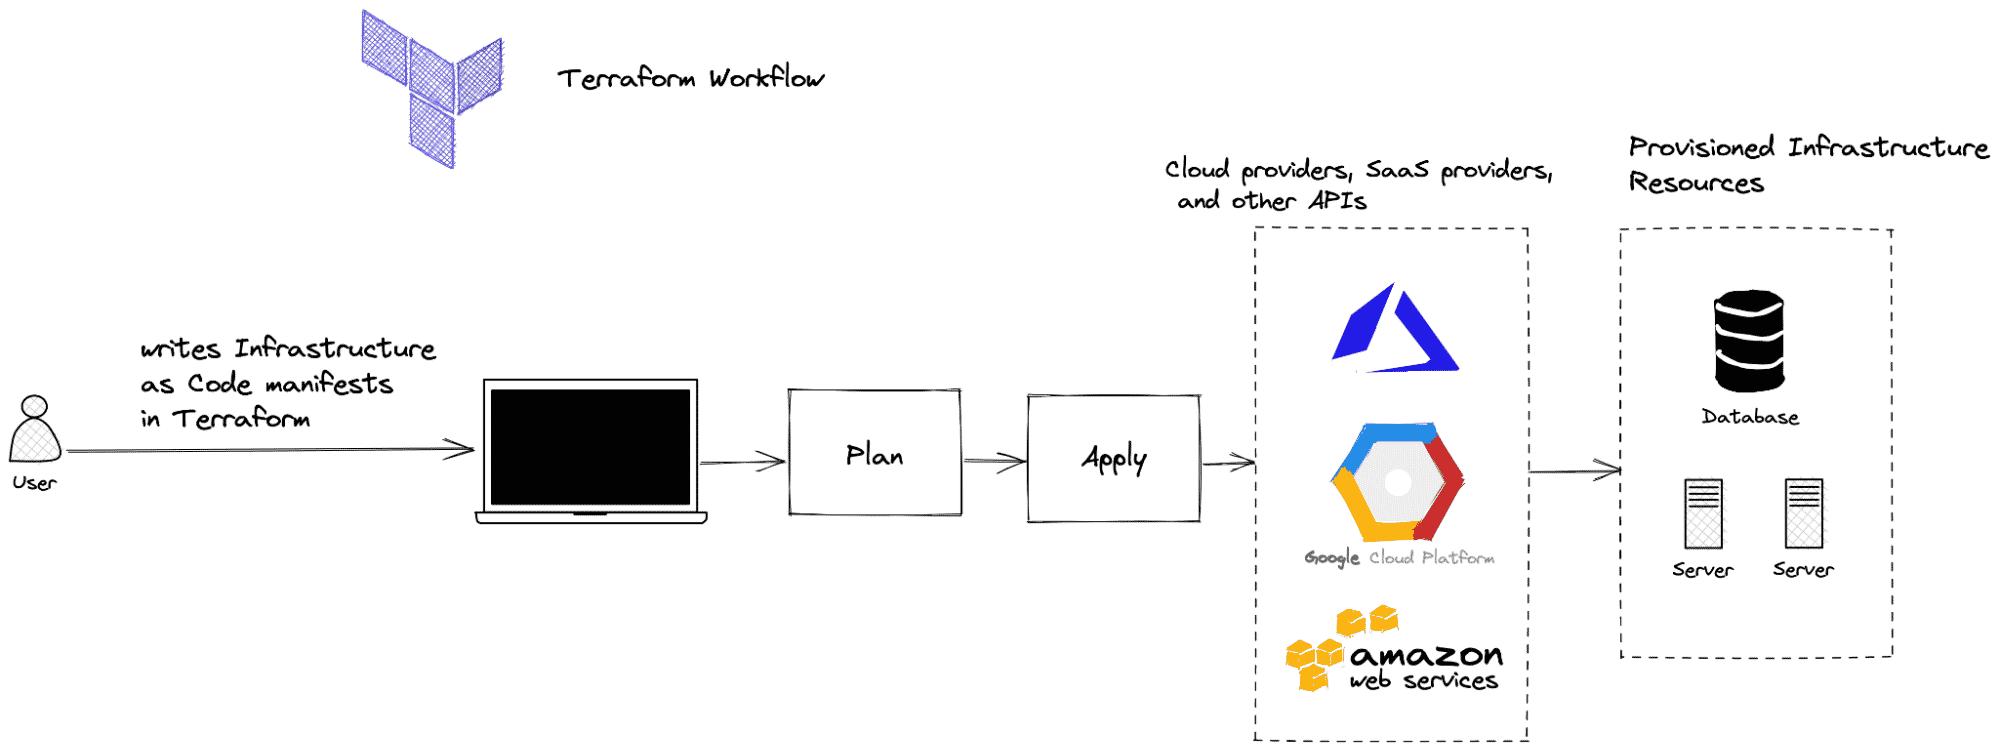 Terraform Workflow
Cloud providers, SaaS providers,
and other APIs
Provisioned Infrastructure
Resources
writes Infrastructure
as Code manifests
in Terraform
User
Plan
Apply
Google Cloud Platform
amazon
web services
Database
Server
Server